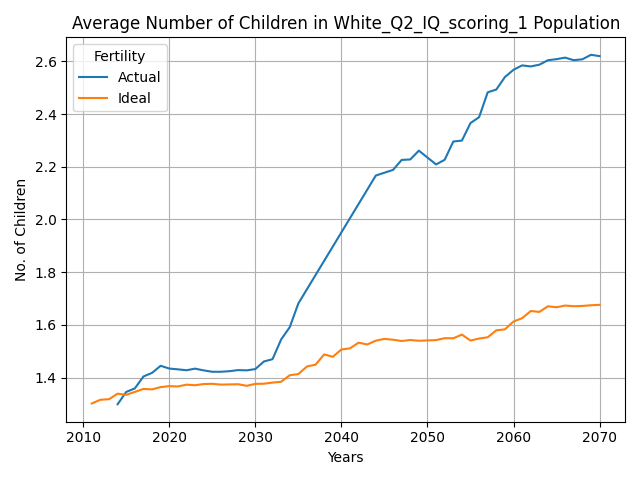 Average Number of Children in White_Q2_IQ_scoring_1 Population
Fertility
Actual
Ideal
No. of Children
2.6
2.4
2.2
2.0
1.8
1.6
1.4
2010 2020 2030 2040 2050 2060 2070
Years